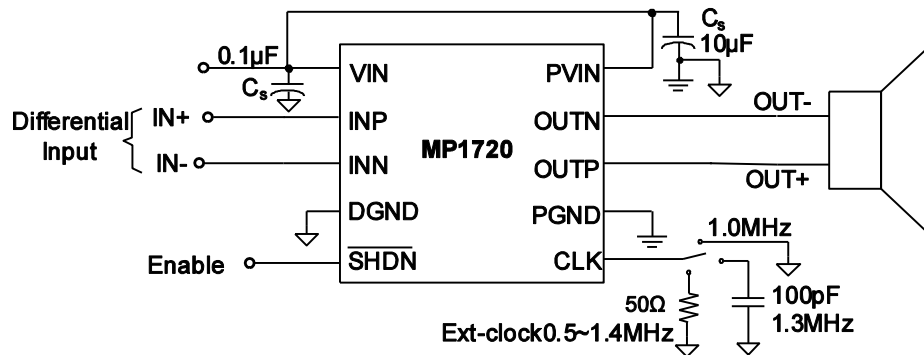 Cs
10µF
0.1µF
Cs
VIN
PVIN
Differential
Input
IN+
INP
OUTN
OUT-
MP1720
IN-
INN
OUTP
OUT+
DGND
PGND
1.0MHz
Enable
SHDN
CLK
50Ω
Ext-clock0.5~1.4MHz
100pF
1.3MHz